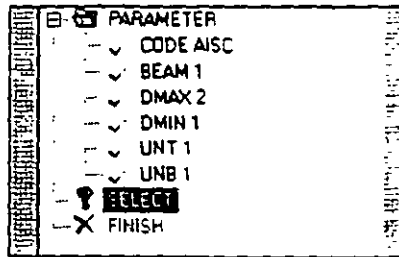 PARAMETER
CODE AISC
BEAM 1
DMAX 2
DMIN 1
UNT 1
UNB 1
SELECT
FINISH